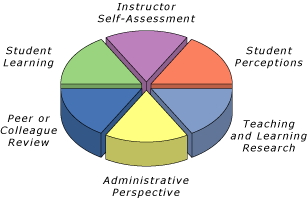 Instructor
Self-Assessment
Student
Learning
Student
Perceptions
Peer or
Colleague
Review
Teaching
and Learning
Research
Administrative
Perspective